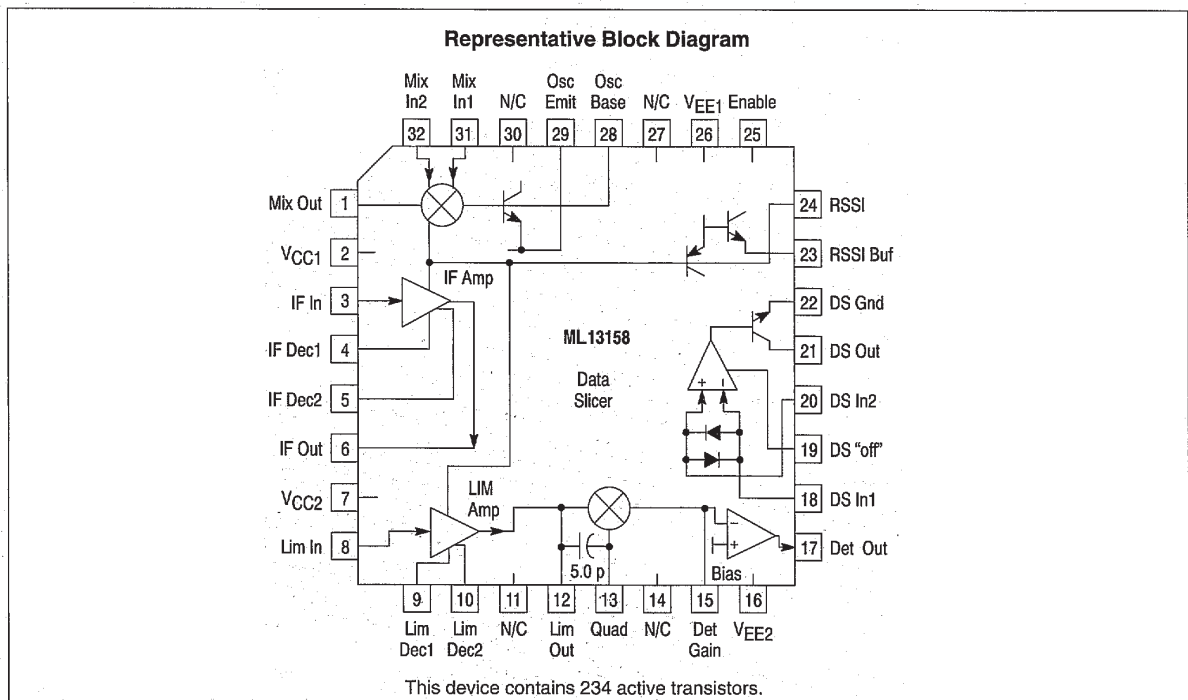 Representative Block Diagram
Mix In2
Mix In1
N/C
Osc Emit
Osc Base
N/C
VEE1
Enable
32
31
30
29
28
27
26
25
Mix Out 1
VCC1 2
IF In 3
IF Dec1 4
IF Dec2 5
IF Out 6
VCC2 7
Lim In 8
IF Amp
LIM Amp
ML13158
Data
Slicer
+ –
5.0 p
–
+
Bias
24 RSSI
23 RSSI Buf
22 DS Gnd
21 DS Out
20 DS In2
19 DS "off"
18 DS In1
17 Det Out
9
10
11
12
13
14
15
16
Lim Dec1
Lim Dec2
N/C
Lim Out
Quad
N/C
Det Gain
VEE2
This device contains 234 active transistors.